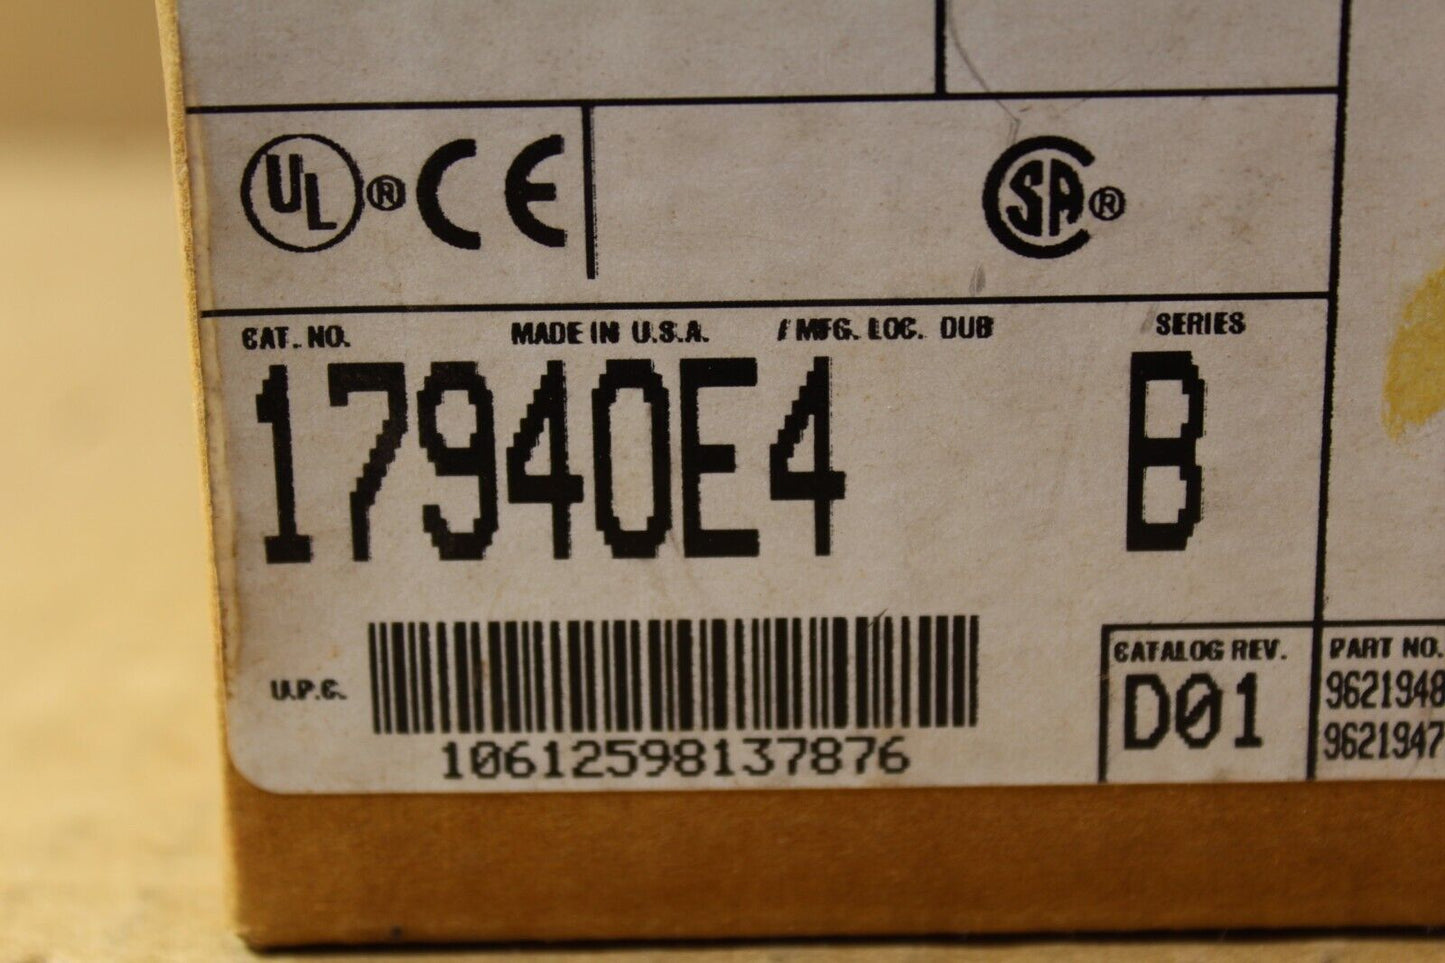 UL® CE SA®
CAT. NO. MADE IN U.S.A. / MFG. LOC. DUB SERIES
17940E4 B
U.P.C.
10612598137876
CATALOG REV.
D01
PART NO.
9621948
9621947